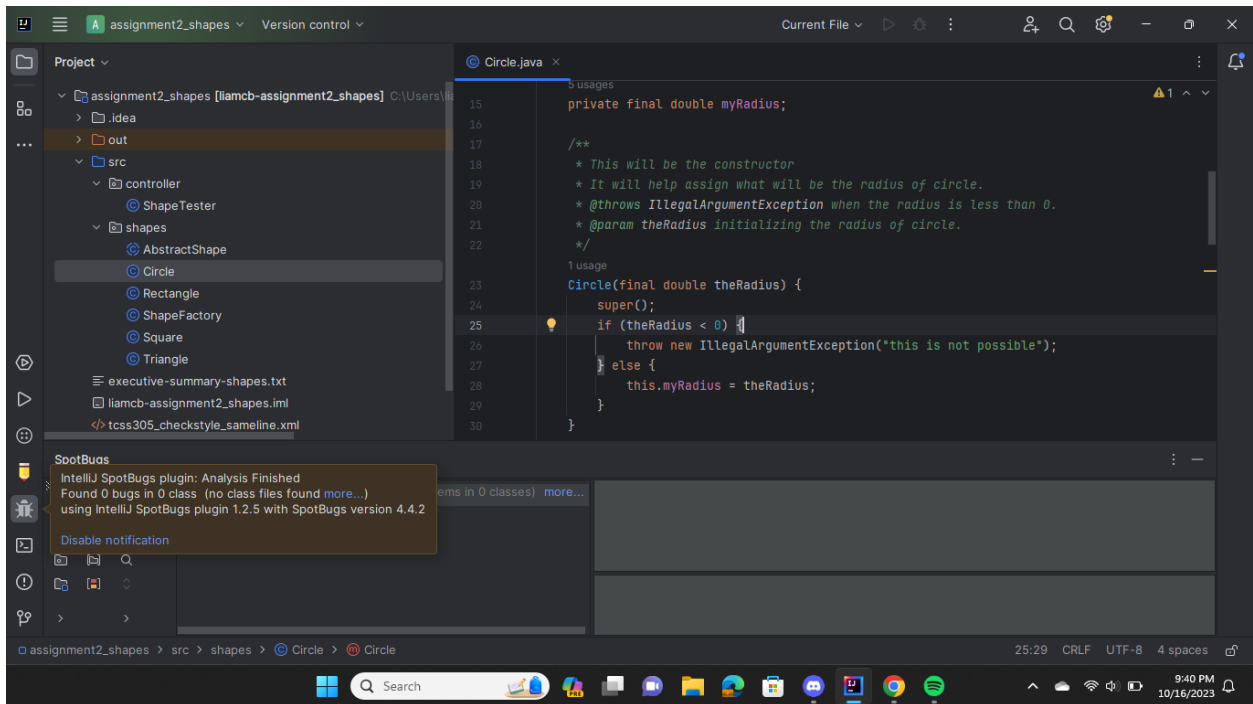 A assignment2_shapes Version control Current File
Project
Circle.java
assignment2_shapes [liamcb-assignment2_shapes] C:\Users\
.idea
out
src
controller
ShapeTester
shapes
AbstractShape
Circle
Rectangle
ShapeFactory
Square
Triangle
executive-summary-shapes.txt
liamcb-assignment2_shapes.iml
tcss305_checkstyle_sameline.xml
1
5 usages
15 private final double myRadius;
16
17 /**
18 * This will be the constructor
19 * It will help assign what will be the radius of circle.
20 * @throws IllegalArgumentException when the radius is less than 0.
21 * @param theRadius initializing the radius of circle.
22 */
1 usage
23 Circle(final double theRadius) {
24 super();
25 if (theRadius < 0) {
26 throw new IllegalArgumentException("this is not possible");
27 } else {
28 this.myRadius = theRadius;
29 }
30 }
SpotBugs
IntelliJ SpotBugs plugin: Analysis Finished
Found 0 bugs in 0 class (no class files found more...)
using IntelliJ SpotBugs plugin 1.2.5 with SpotBugs version 4.4.2
Disable notification
ems in 0 classes) more...
assignment2_shapes > src > shapes > Circle > Circle
25:29 CRLF UTF-8 4 spaces
Search
PRE
9:40 PM
10/16/2023